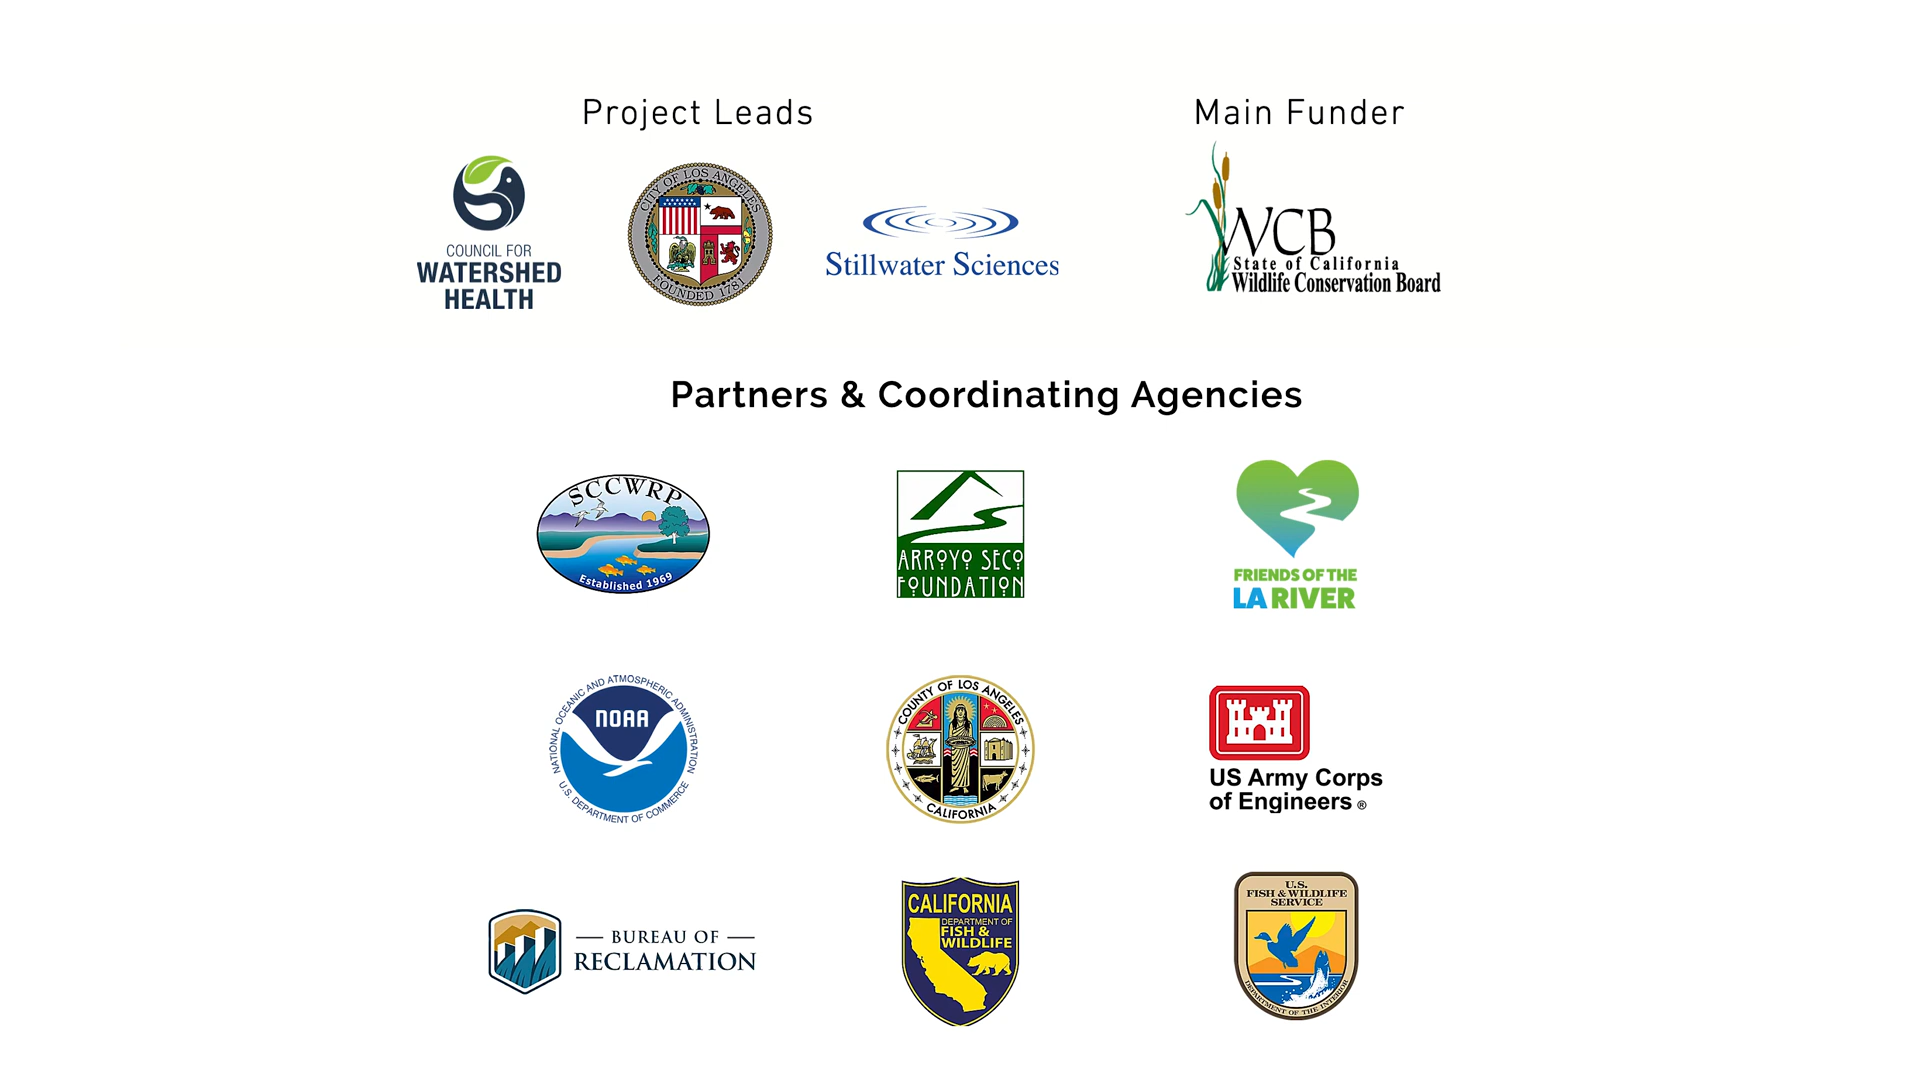 Project Leads
Main Funder
COUNCIL FOR
WATERSHED
HEALTH
CITY OF LOS ANGELES
FOUNDED 1781
Stillwater Sciences
WCB
State of California
Wildlife Conservation Board
Partners & Coordinating Agencies
SCCWRP
Established 1969
ARROYO SECO
FOUNDATION
FRIENDS OF THE
LA RIVER
NATIONAL OCEANIC AND ATMOSPHERIC ADMINISTRATION
NOAA
U.S. DEPARTMENT OF COMMERCE
COUNTY OF LOS ANGELES
CALIFORNIA
US Army Corps
of Engineers ®
BUREAU OF
RECLAMATION
CALIFORNIA
DEPARTMENT OF
FISH &
WILDLIFE
U.S.
FISH & WILDLIFE
SERVICE
DEPARTMENT OF THE INTERIOR